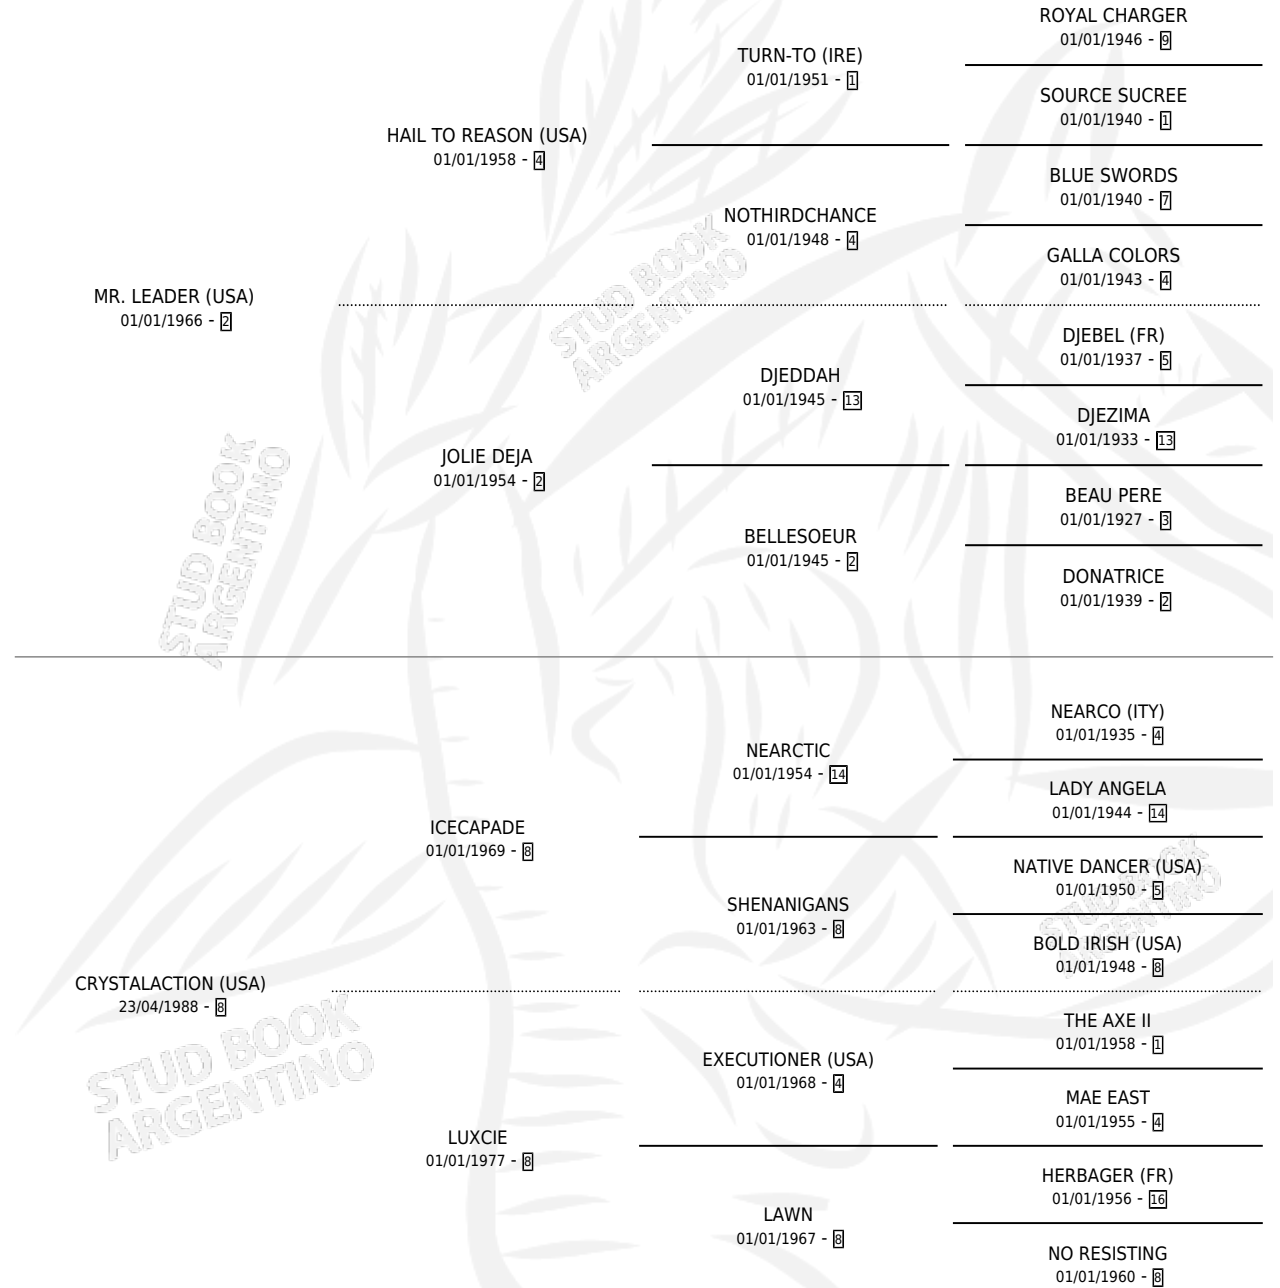 ROYAL CHARGER
01/01/1946 - 9
TURN-TO (IRE)
01/01/1951 - 1
SOURCE SUCREE
01/01/1940 - 1
HAIL TO REASON (USA)
01/01/1958 - 4
BLUE SWORDS
01/01/1940 - 7
NOTHIRDCHANCE
01/01/1948 - 4
GALLA COLORS
01/01/1943 - 4
MR. LEADER (USA)
01/01/1966 - 2
STUD BOOK
ARGENTINO
DJEBEL (FR)
01/01/1937 - 5
DJEDDAH
01/01/1945 - 13
DJEZIMA
01/01/1933 - 13
JOLIE DEJA
01/01/1954 - 2
BEAU PERE
01/01/1927 - 3
BELLESOEUR
01/01/1945 - 2
DONATRICE
01/01/1939 - 2
STUD BOOK
ARGENTINO
NEARCO (ITY)
01/01/1935 - 4
NEARCTIC
01/01/1954 - 14
LADY ANGELA
01/01/1944 - 14
ICECAPADE
01/01/1969 - 8
NATIVE DANCER (USA)
01/01/1950 - 5
SHENANIGANS
01/01/1963 - 8
BOLD IRISH (USA)
01/01/1948 - 8
STUD BOOK
ARGENTINO
CRYSTALACTION (USA)
23/04/1988 - 8
THE AXE II
01/01/1958 - 1
EXECUTIONER (USA)
01/01/1968 - 4
MAE EAST
01/01/1955 - 4
STUD BOOK
ARGENTINO
LUXCIE
01/01/1977 - 8
HERBAGER (FR)
01/01/1956 - 16
LAWN
01/01/1967 - 8
NO RESISTING
01/01/1960 - 8